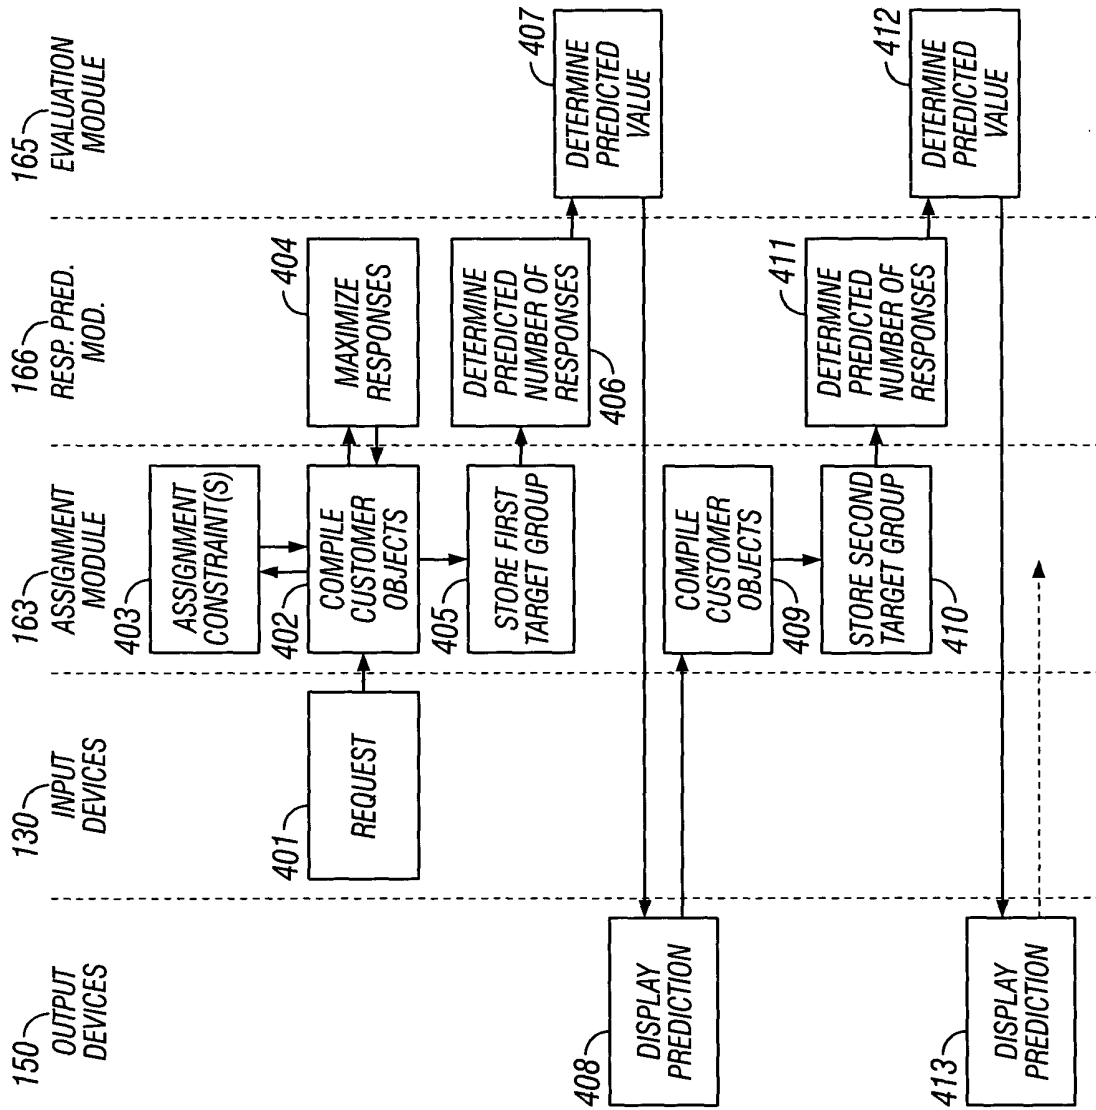 150
OUTPUT
DEVICES
130
INPUT
DEVICES
163
ASSIGNMENT
MODULE
166
RESP. PRED.
MOD.
165
EVALUATION
MODULE
403
ASSIGNMENT
CONSTRAINT(S)
401
REQUEST
402
COMPILE
CUSTOMER
OBJECTS
404
MAXIMIZE
RESPONSES
405
STORE FIRST
TARGET GROUP
406
DETERMINE
PREDICTED
NUMBER OF
RESPONSES
407
DETERMINE
PREDICTED
VALUE
408
DISPLAY
PREDICTION
409
COMPILE
CUSTOMER
OBJECTS
410
STORE SECOND
TARGET GROUP
411
DETERMINE
PREDICTED
NUMBER OF
RESPONSES
412
DETERMINE
PREDICTED
VALUE
413
DISPLAY
PREDICTION